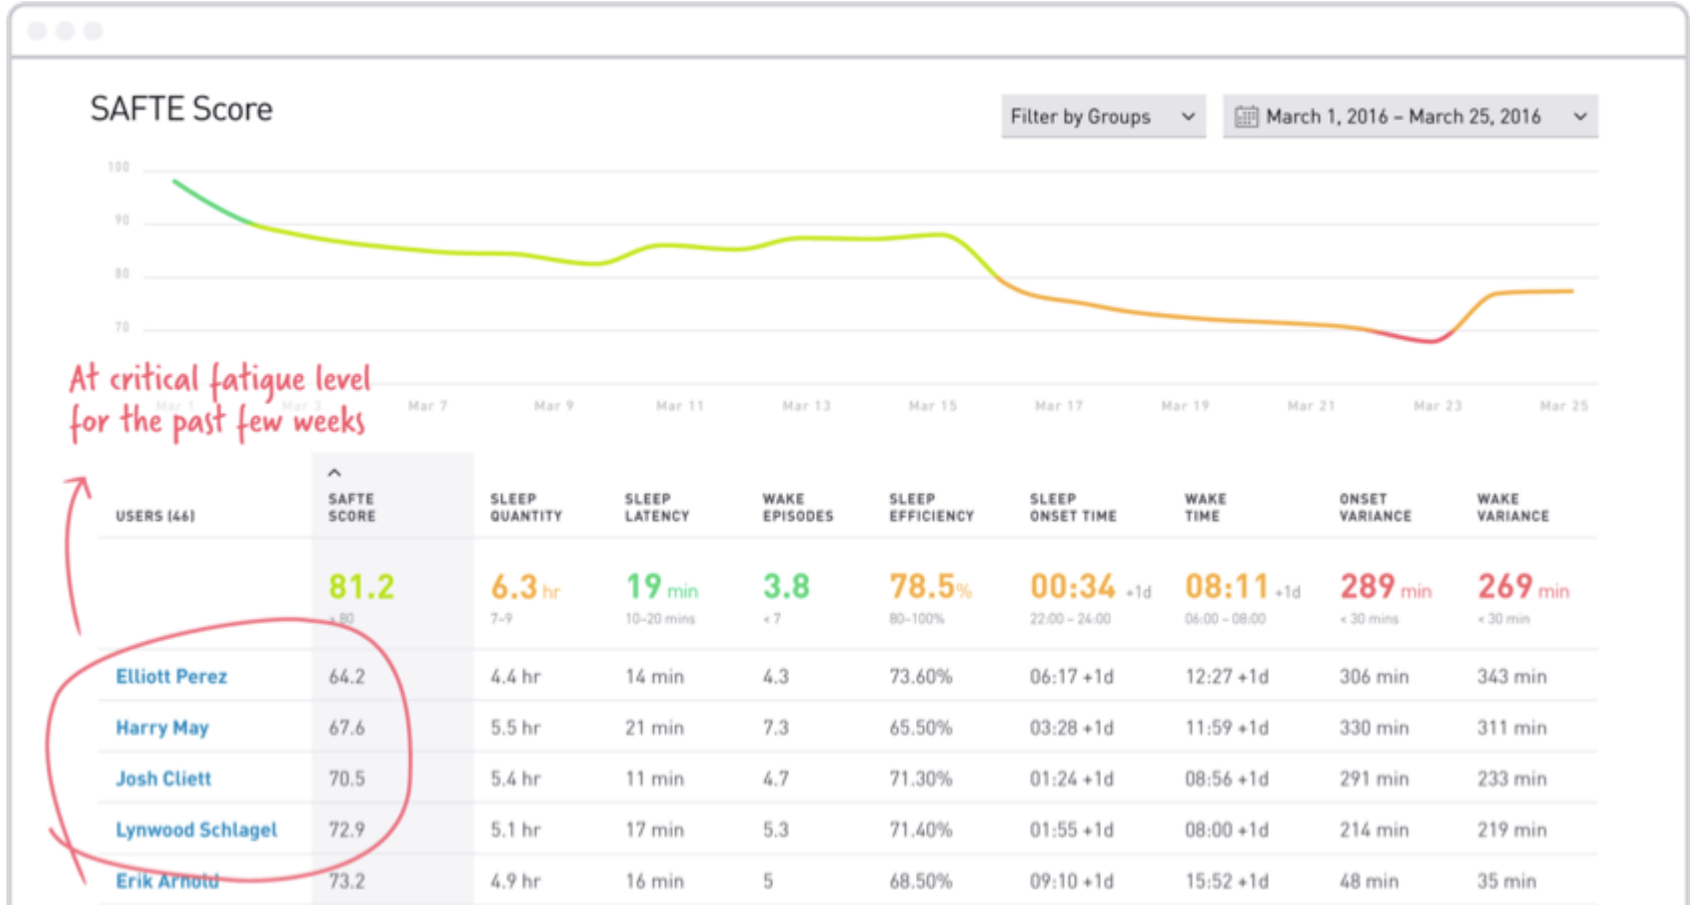 SAFTE Score
Filter by Groups
March 1, 2016 – March 25, 2016
100
90
80
70
At critical fatigue level
for the past few weeks
Mar 1 Mar 3 Mar 7 Mar 9 Mar 11 Mar 13 Mar 15 Mar 17 Mar 19 Mar 21 Mar 23 Mar 25
USERS (46) SAFTE SCORE SLEEP QUANTITY SLEEP LATENCY WAKE EPISODES SLEEP EFFICIENCY SLEEP ONSET TIME WAKE TIME ONSET VARIANCE WAKE VARIANCE
81.2 6.3 hr 19 min 3.8 78.5% 00:34 +1d 08:11 +1d 289 min 269 min
> 80 7–9 10–20 mins < 7 80–100% 22:00 – 24:00 06:00 – 08:00 < 30 mins < 30 min
Elliott Perez 64.2 4.4 hr 14 min 4.3 73.60% 06:17 +1d 12:27 +1d 306 min 343 min
Harry May 67.6 5.5 hr 21 min 7.3 65.50% 03:28 +1d 11:59 +1d 330 min 311 min
Josh Cliett 70.5 5.4 hr 11 min 4.7 71.30% 01:24 +1d 08:56 +1d 291 min 233 min
Lynwood Schlagel 72.9 5.1 hr 17 min 5.3 71.40% 01:55 +1d 08:00 +1d 214 min 219 min
Erik Arnold 73.2 4.9 hr 16 min 5 68.50% 09:10 +1d 15:52 +1d 48 min 35 min